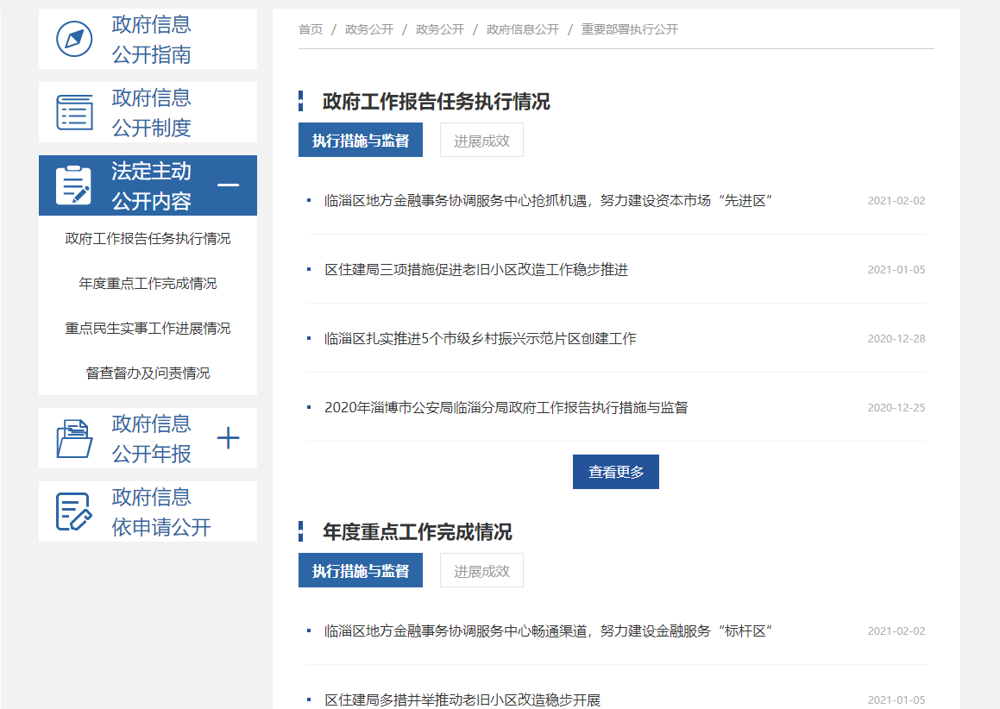 政府信息
公开指南
政府信息
公开制度
法定主动
公开内容
政府工作报告任务执行情况
年度重点工作完成情况
重点民生实事工作进展情况
督查督办及问责情况
政府信息
公开年报
政府信息
依申请公开
首页 / 政务公开 / 政务公开 / 政府信息公开 / 重要部署执行公开
政府工作报告任务执行情况
执行措施与监督 进展成效
临淄区地方金融事务协调服务中心抢抓机遇，努力建设资本市场“先进区” 2021-02-02
区住建局三项措施促进老旧小区改造工作稳步推进 2021-01-05
临淄区扎实推进5个市级乡村振兴示范片区创建工作 2020-12-28
2020年淄博市公安局临淄分局政府工作报告执行措施与监督 2020-12-25
查看更多
年度重点工作完成情况
执行措施与监督 进展成效
临淄区地方金融事务协调服务中心畅通渠道，努力建设金融服务“标杆区” 2021-02-02
区住建局多措并举推动老旧小区改造稳步开展 2021-01-05